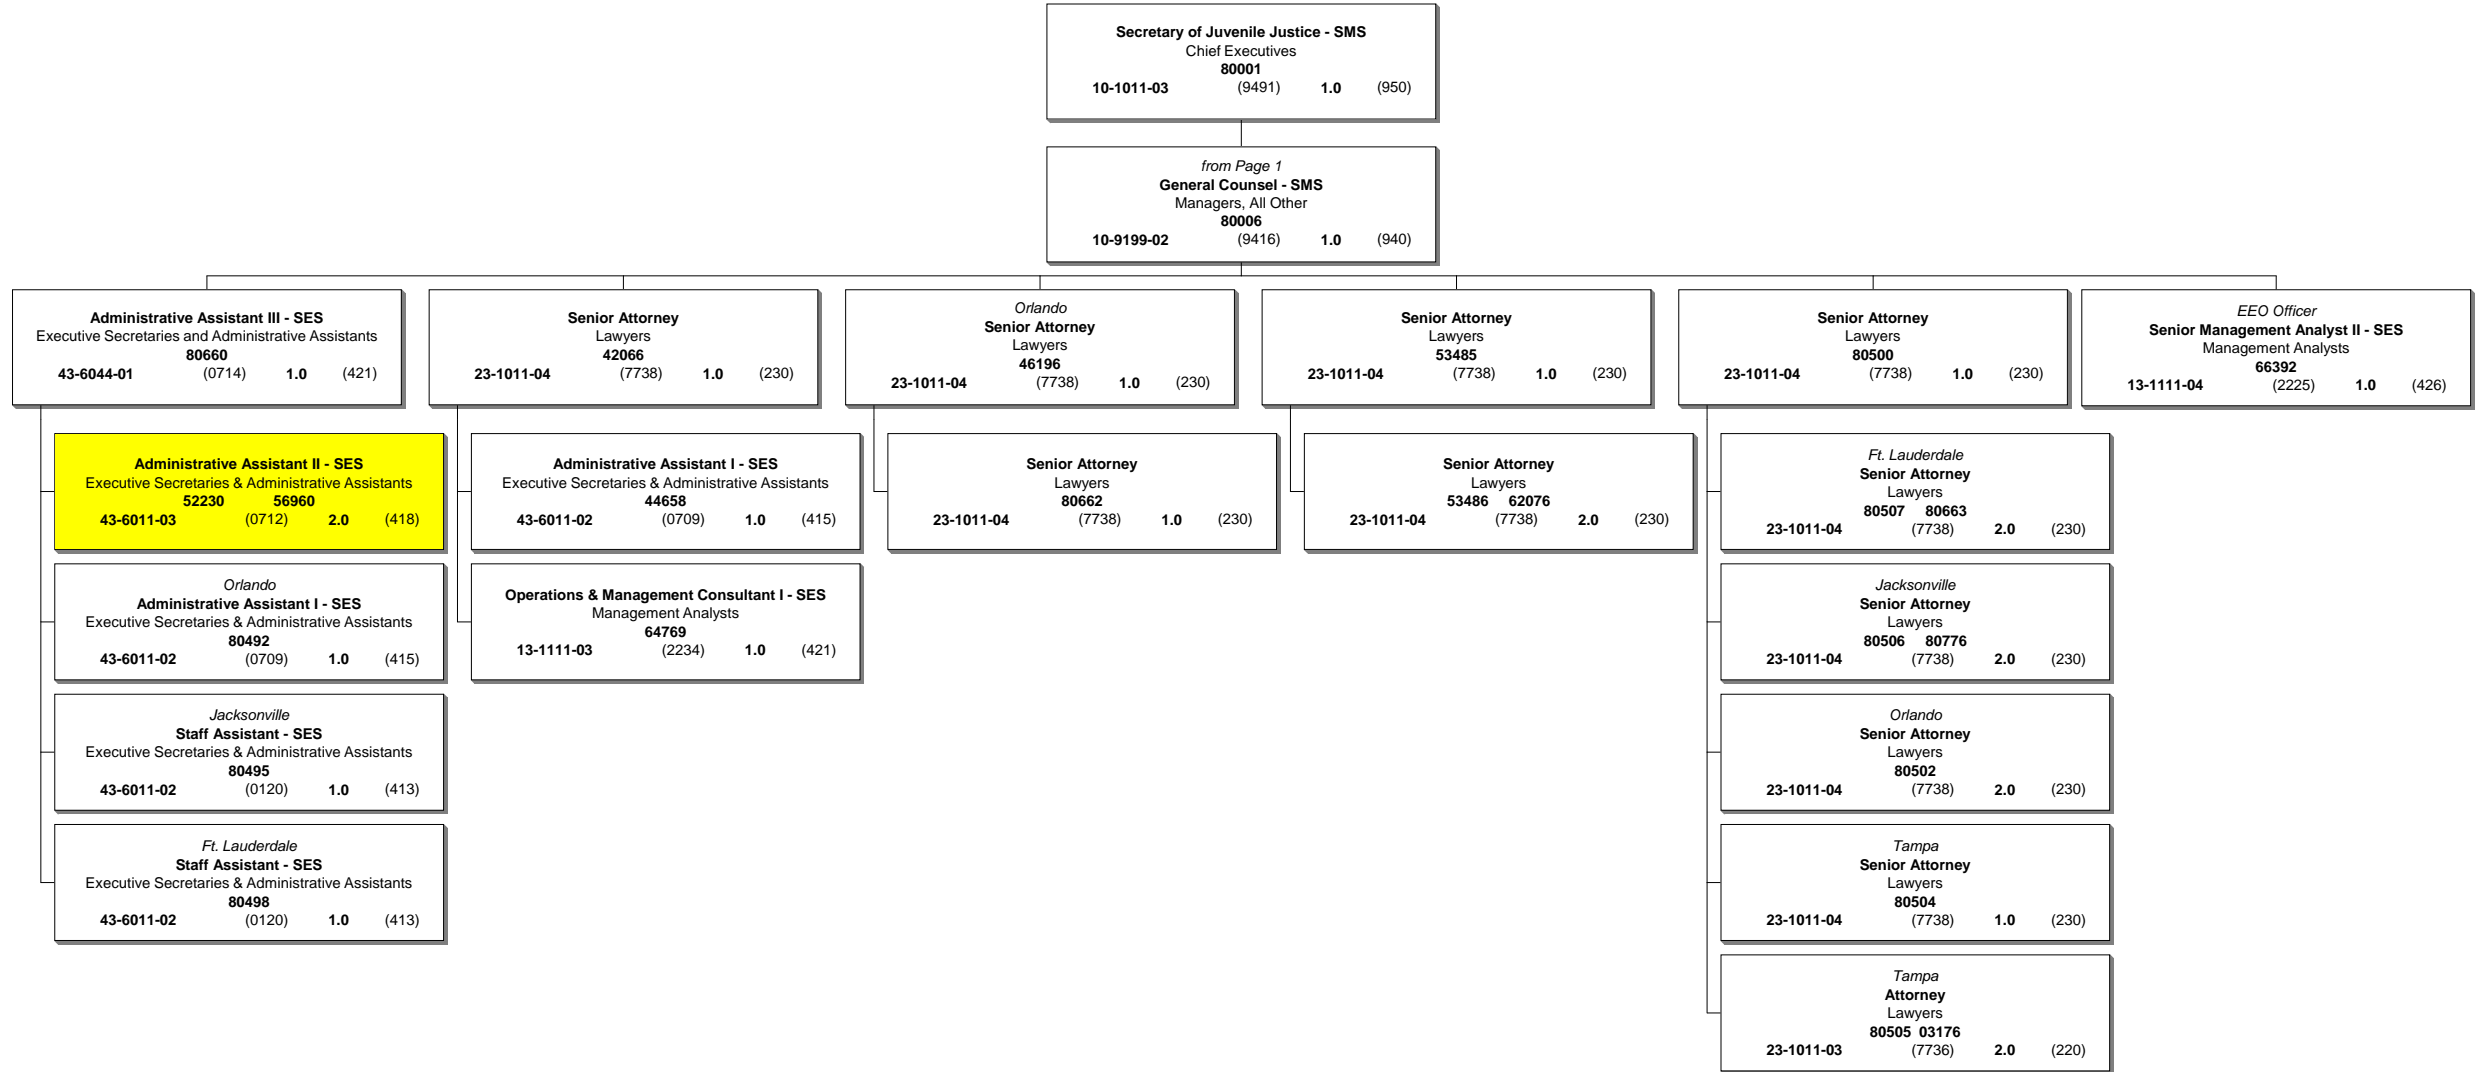 Secretary of Juvenile Justice - SMS
Chief Executives
80001
10-1011-03 (9491) 1.0 (950)
from Page 1
General Counsel - SMS
Managers, All Other
80006
10-9199-02 (9416) 1.0 (940)
Administrative Assistant III - SES
Executive Secretaries and Administrative Assistants
80660
43-6044-01 (0714) 1.0 (421)
Senior Attorney
Lawyers
42066
23-1011-04 (7738) 1.0 (230)
Orlando
Senior Attorney
Lawyers
46196
23-1011-04 (7738) 1.0 (230)
Senior Attorney
Lawyers
53485
23-1011-04 (7738) 1.0 (230)
Senior Attorney
Lawyers
80500
23-1011-04 (7738) 1.0 (230)
EEO Officer
Senior Management Analyst II - SES
Management Analysts
66392
13-1111-04 (2225) 1.0 (426)
Administrative Assistant II - SES
Executive Secretaries & Administrative Assistants
52230 56960
43-6011-03 (0712) 2.0 (418)
Orlando
Administrative Assistant I - SES
Executive Secretaries & Administrative Assistants
80492
43-6011-02 (0709) 1.0 (415)
Jacksonville
Staff Assistant - SES
Executive Secretaries & Administrative Assistants
80495
43-6011-02 (0120) 1.0 (413)
Ft. Lauderdale
Staff Assistant - SES
Executive Secretaries & Administrative Assistants
80498
43-6011-02 (0120) 1.0 (413)
Administrative Assistant I - SES
Executive Secretaries & Administrative Assistants
44658
43-6011-02 (0709) 1.0 (415)
Operations & Management Consultant I - SES
Management Analysts
64769
13-1111-03 (2234) 1.0 (421)
Senior Attorney
Lawyers
80662
23-1011-04 (7738) 1.0 (230)
Senior Attorney
Lawyers
53486 62076
23-1011-04 (7738) 2.0 (230)
Ft. Lauderdale
Senior Attorney
Lawyers
80507 80663
23-1011-04 (7738) 2.0 (230)
Jacksonville
Senior Attorney
Lawyers
80506 80776
23-1011-04 (7738) 2.0 (230)
Orlando
Senior Attorney
Lawyers
80502
23-1011-04 (7738) 2.0 (230)
Tampa
Senior Attorney
Lawyers
80504
23-1011-04 (7738) 1.0 (230)
Tampa
Attorney
Lawyers
80505 03176
23-1011-03 (7736) 2.0 (220)